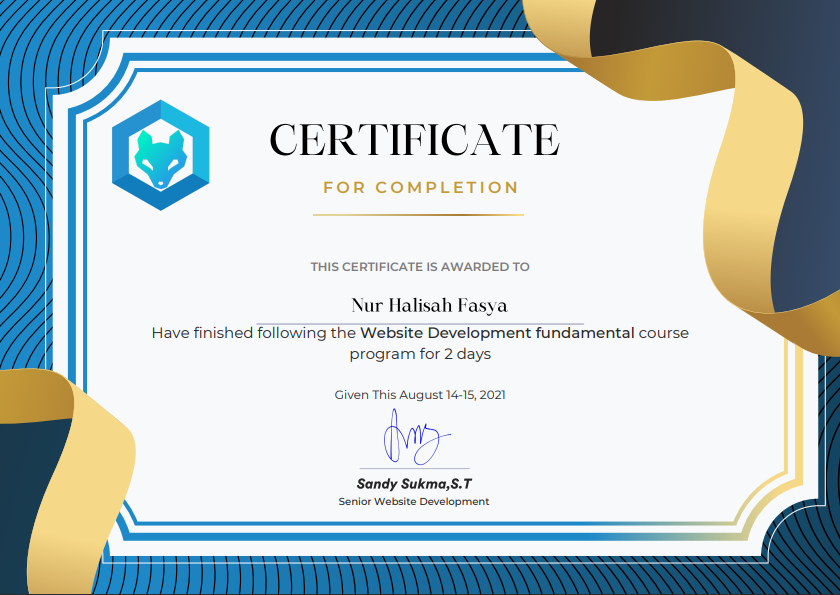 CERTIFICATE
FOR COMPLETION
THIS CERTIFICATE IS AWARDED TO
Nur Halisah Fasya
Have finished following the Website Development fundamental course
program for 2 days
Given This August 14-15, 2021
Sandy Sukma,S.T
Senior Website Development